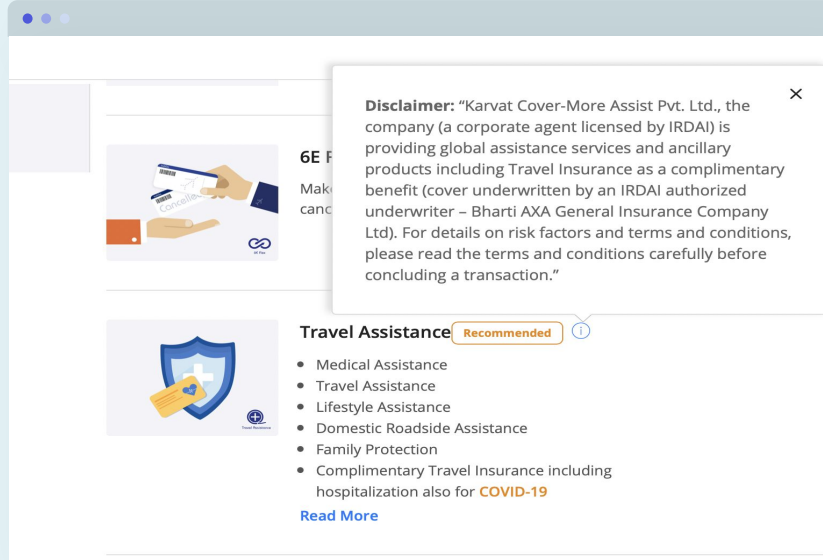 Disclaimer: “Karvat Cover-More Assist Pvt. Ltd., the
company (a corporate agent licensed by IRDAI) is
providing global assistance services and ancillary
products including Travel Insurance as a complimentary
benefit (cover underwritten by an IRDAI authorized
underwriter – Bharti AXA General Insurance Company
Ltd). For details on risk factors and terms and conditions,
please read the terms and conditions carefully before
concluding a transaction.”
6E
Cancelled
Travel Assistance Recommended
Medical Assistance
Travel Assistance
Lifestyle Assistance
Domestic Roadside Assistance
Family Protection
Complimentary Travel Insurance including
hospitalization also for COVID-19
Read More
Travel Assistance